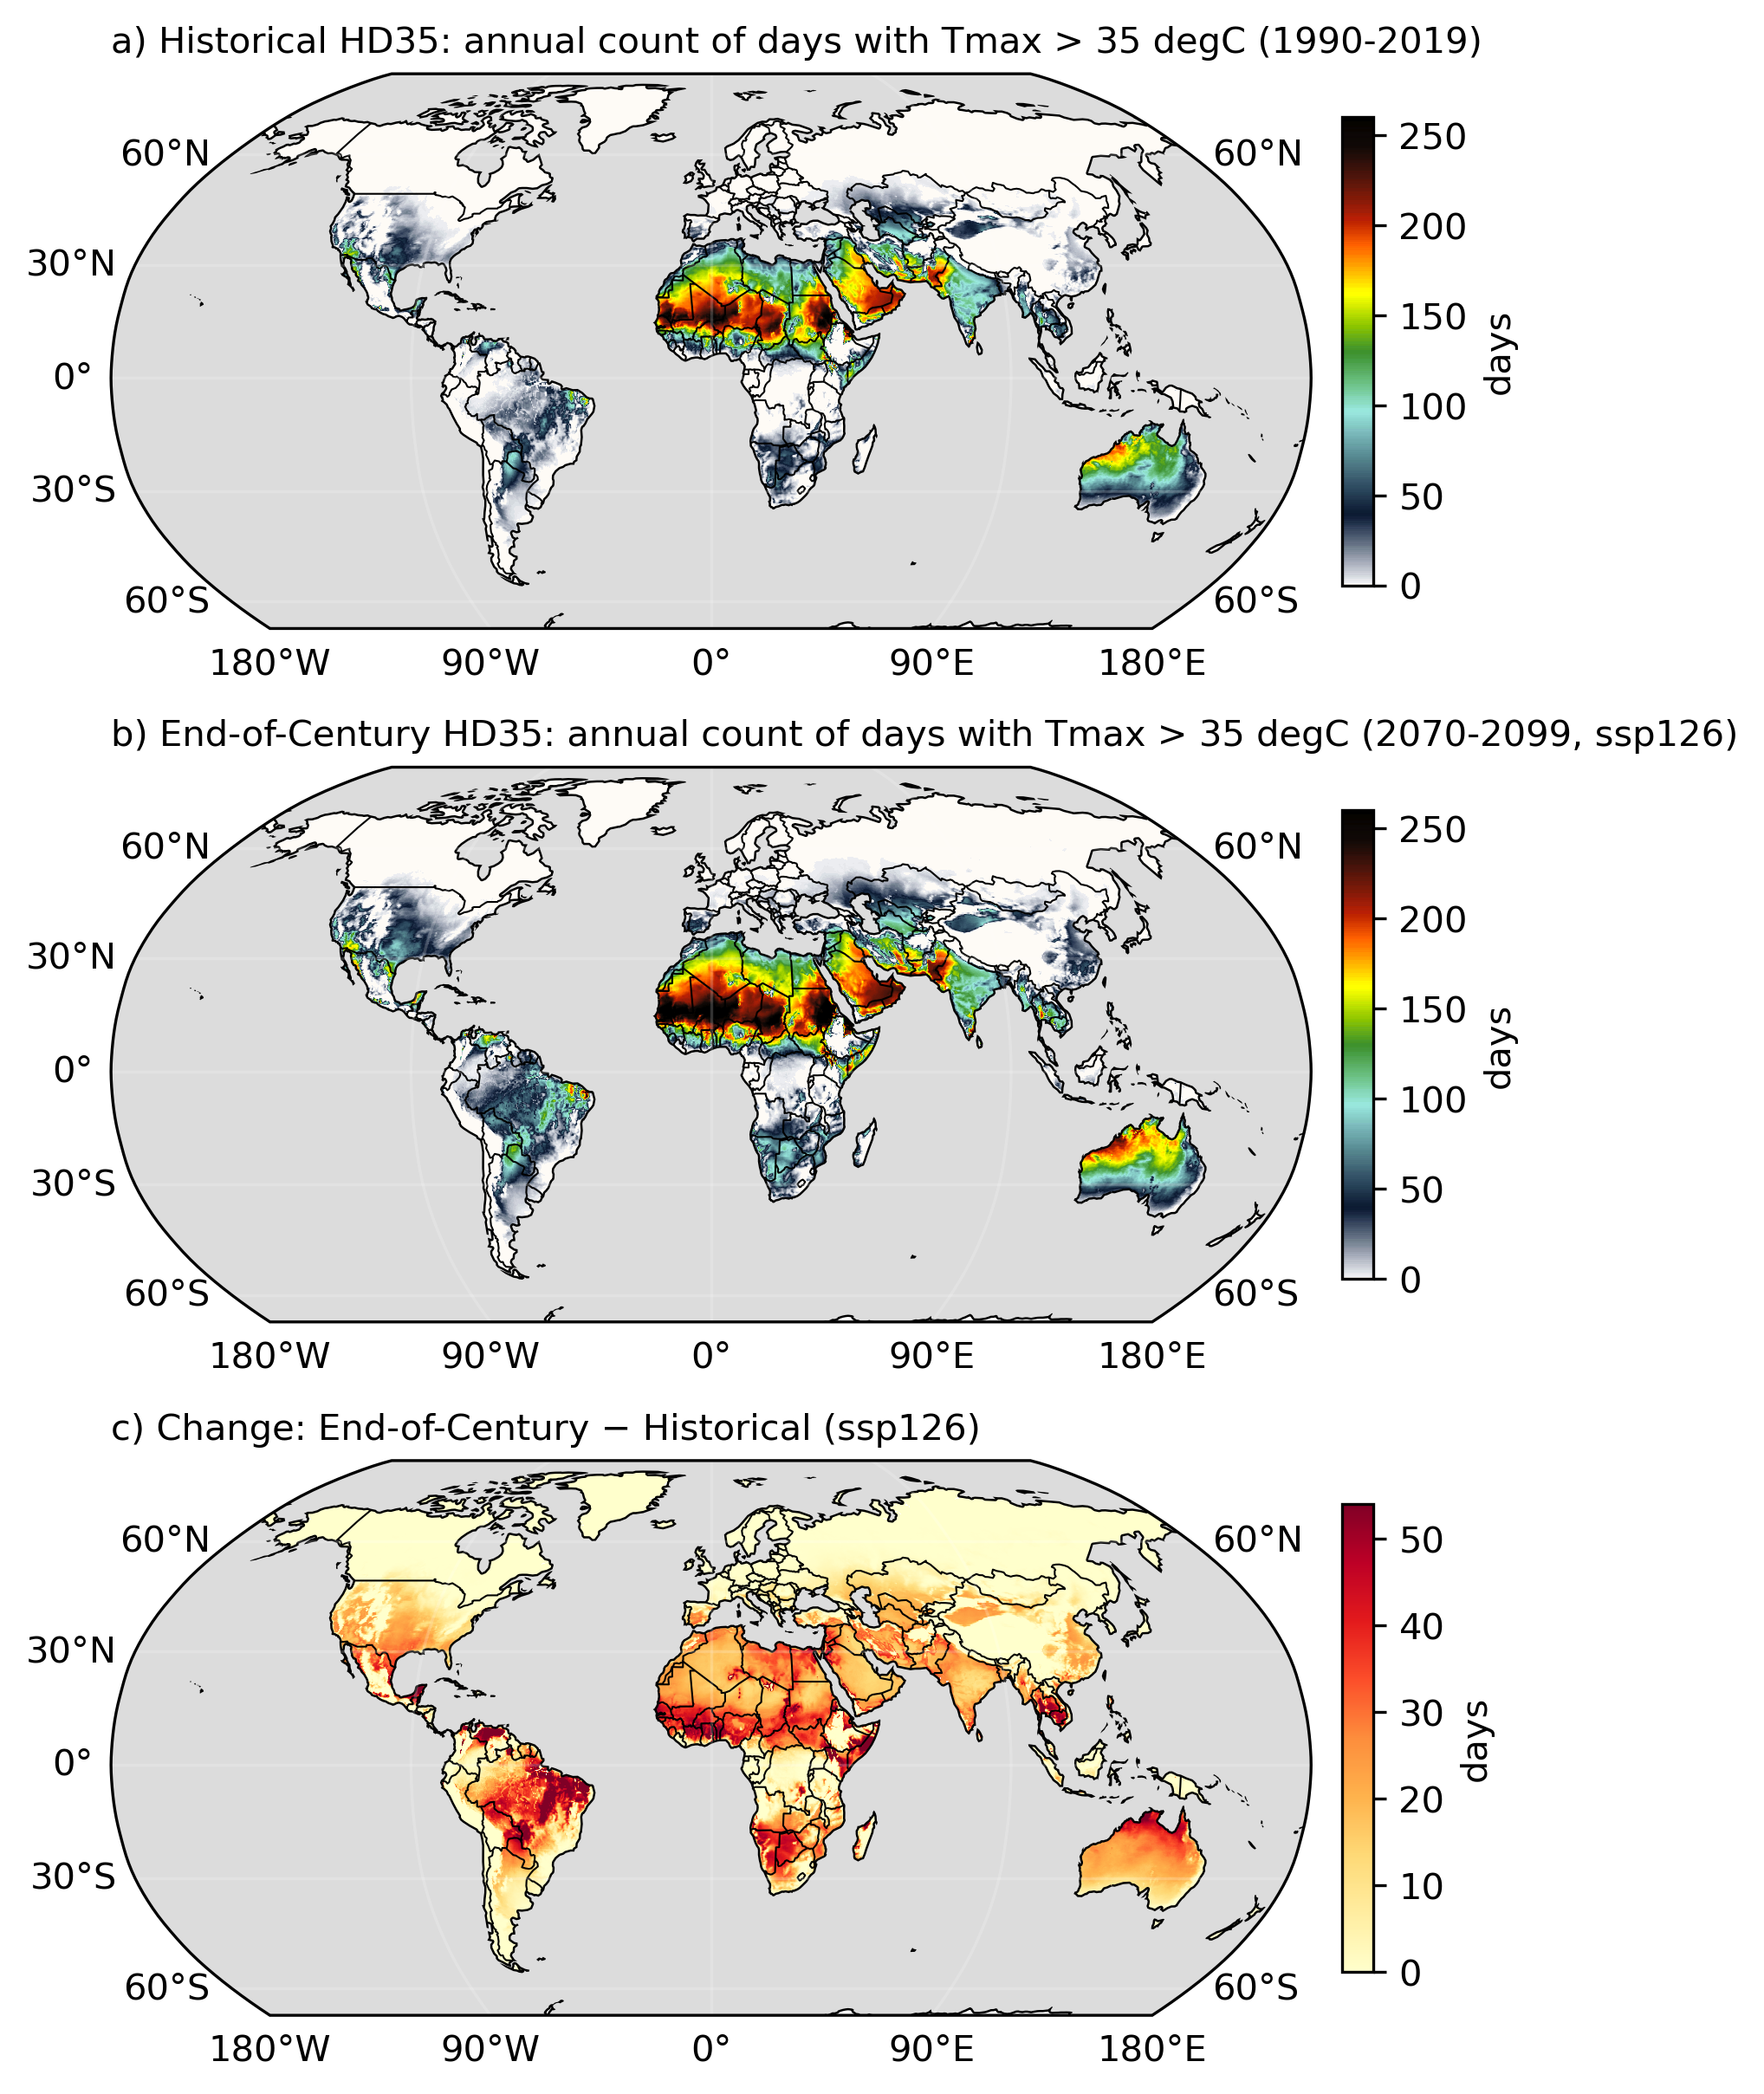 a) Historical HD35: annual count of days with Tmax > 35 degC (1990-2019)
60°N 60°N
30°N
0°
30°S
60°S 60°S
180°W 90°W 0° 90°E 180°E
250
200
150
100
50
0
days
b) End-of-Century HD35: annual count of days with Tmax > 35 degC (2070-2099, ssp126)
60°N 60°N
30°N
0°
30°S
60°S 60°S
180°W 90°W 0° 90°E 180°E
250
200
150
100
50
0
days
c) Change: End-of-Century − Historical (ssp126)
60°N 60°N
30°N
0°
30°S
60°S 60°S
180°W 90°W 0° 90°E 180°E
50
40
30
20
10
0
days